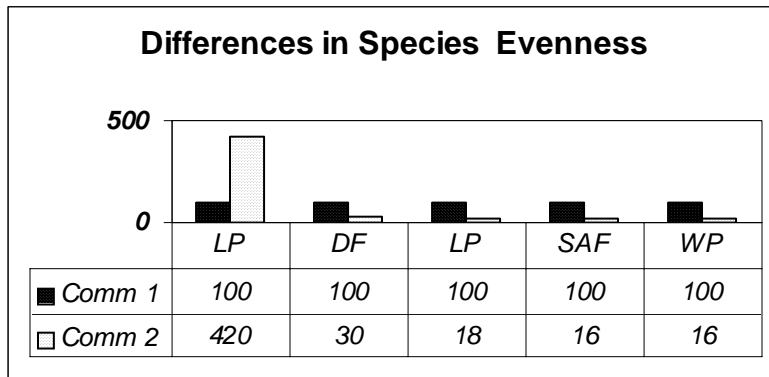 Differences in Species Evenness
500
0
LP DF LP SAF WP
Comm 1 100 100 100 100 100
Comm 2 420 30 18 16 16